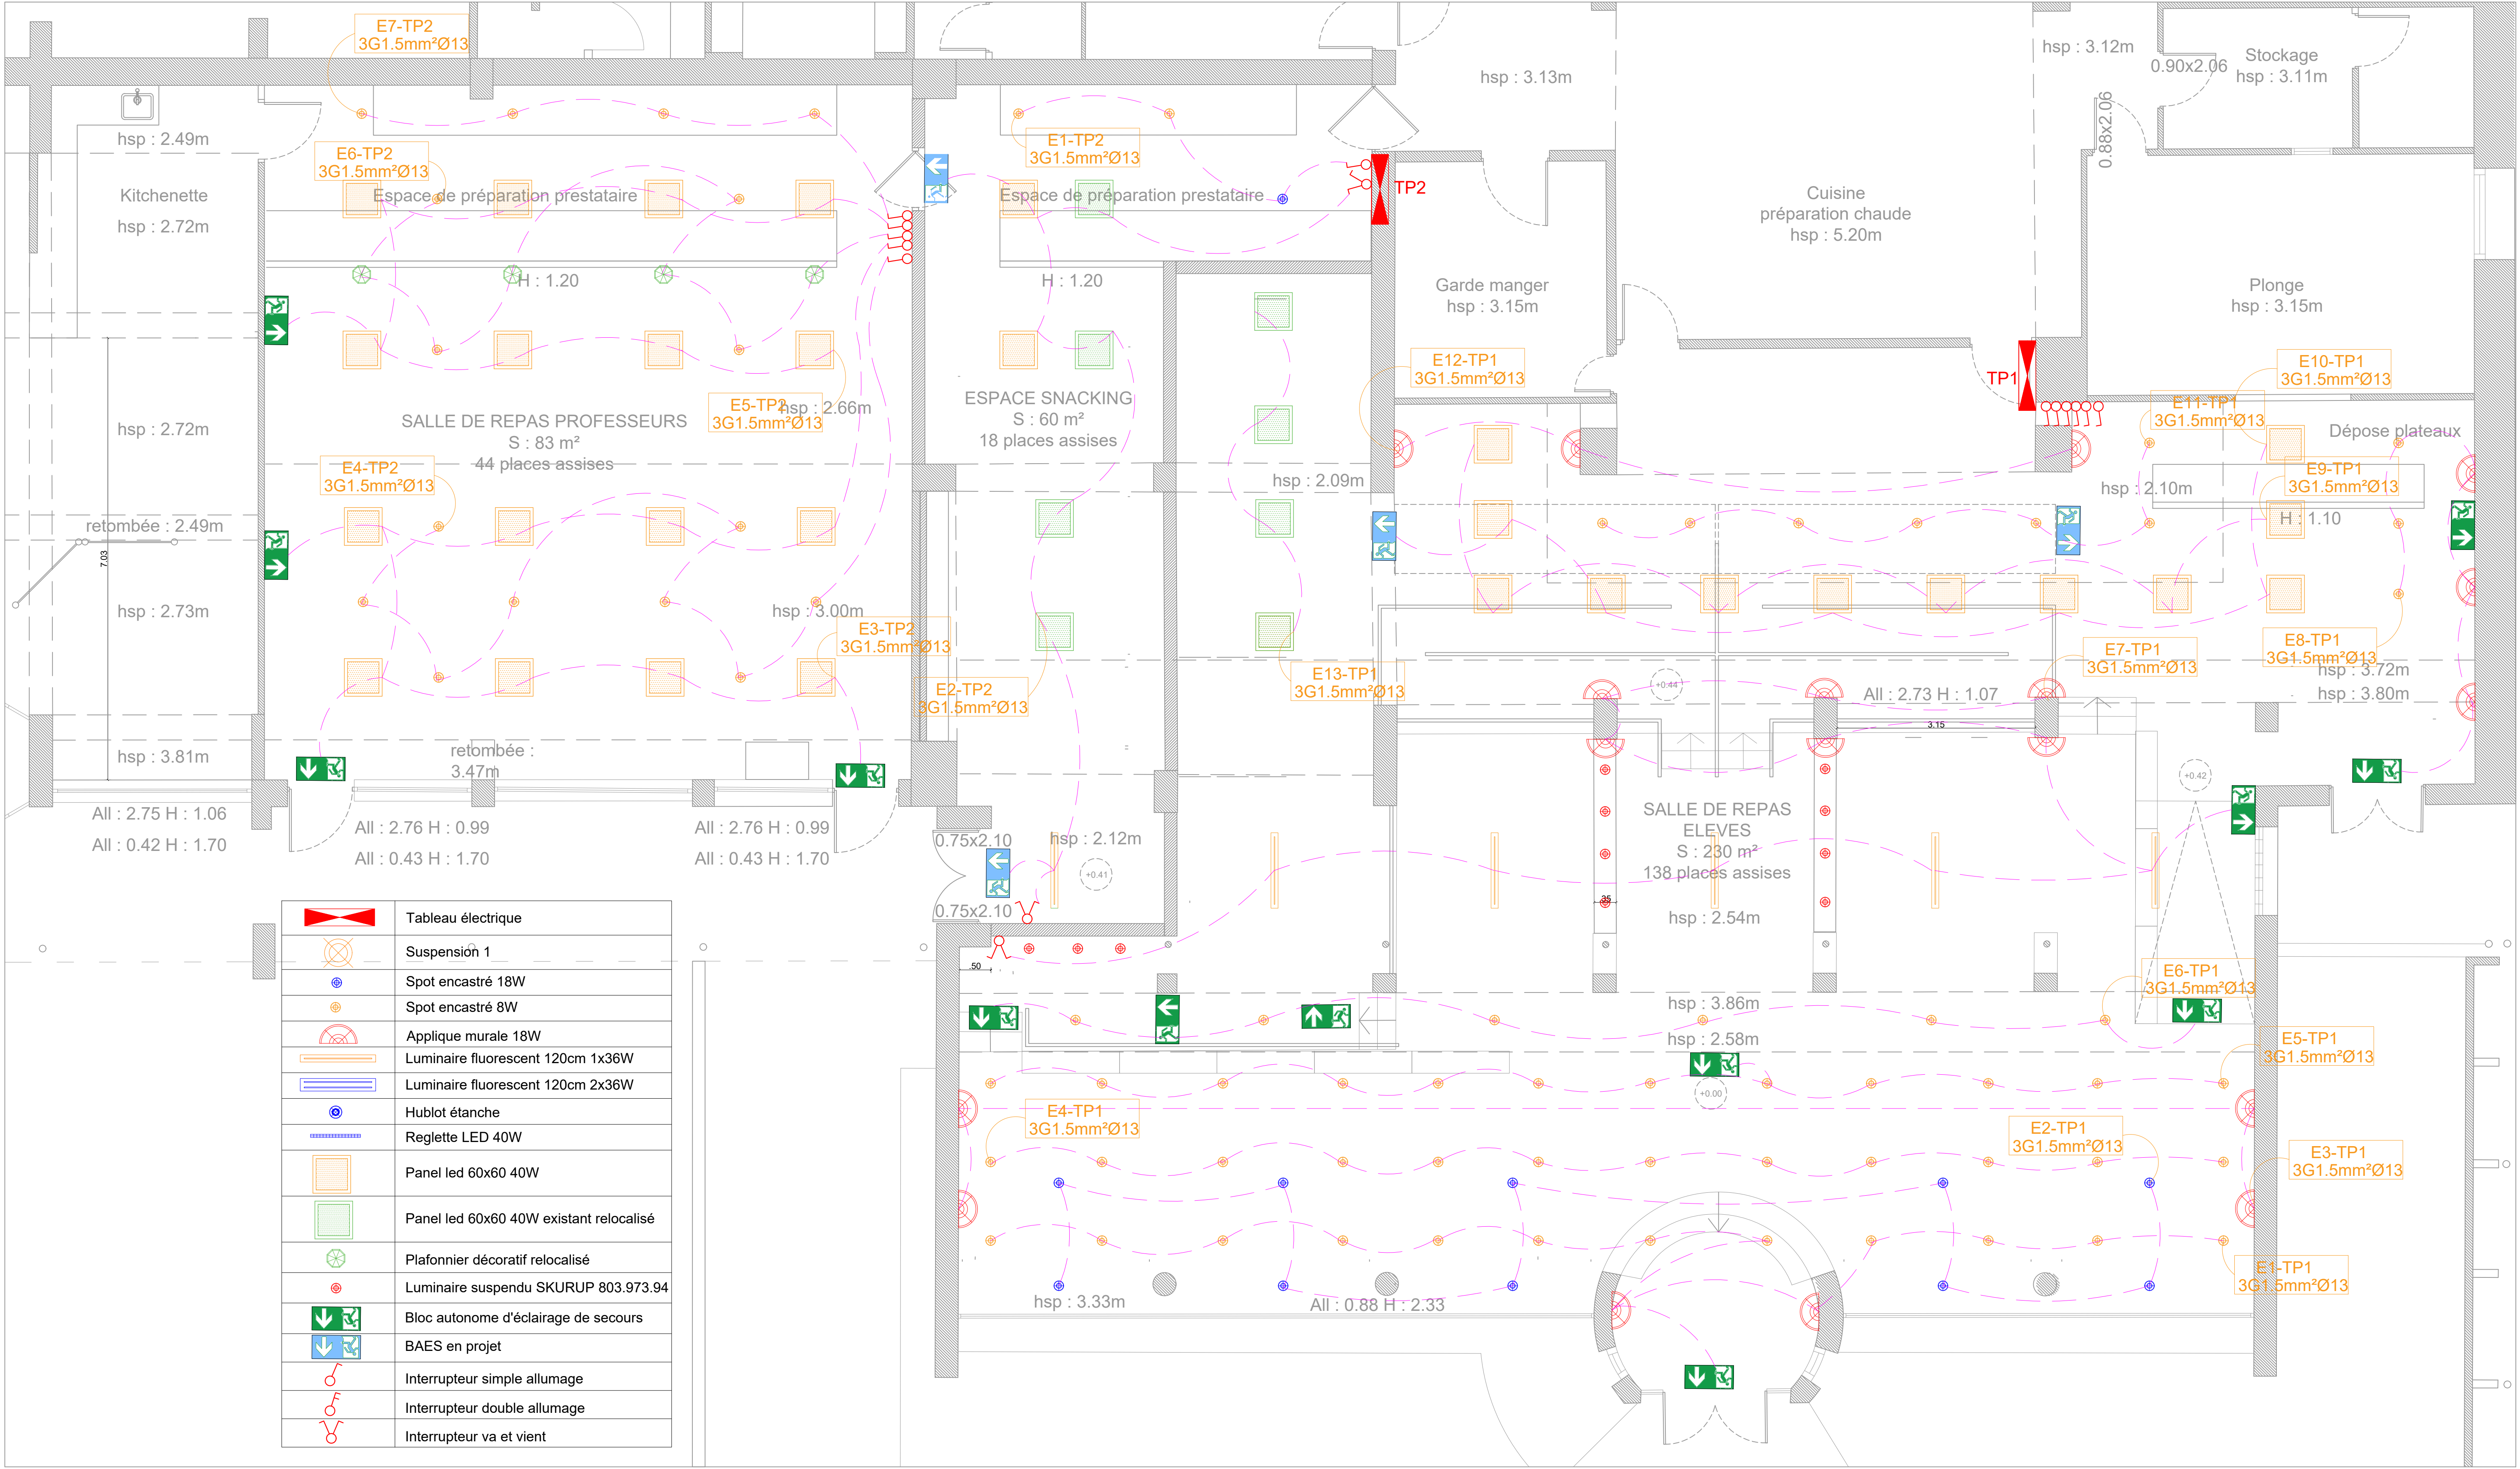 E7-TP2
3G1.5mm²Ø13
hsp : 3.13m
hsp : 3.12m
0.90x2.06
Stockage
hsp : 3.11m
0.88x2.06
hsp : 2.49m
Kitchenette
hsp : 2.72m
E6-TP2
3G1.5mm²Ø13
Espace de préparation prestataire
H : 1.20
E1-TP2
3G1.5mm²Ø13
Espace de préparation prestataire
H : 1.20
TP2
Cuisine
préparation chaude
hsp : 5.20m
Garde manger
hsp : 3.15m
Plonge
hsp : 3.15m
TP1
E12-TP1
3G1.5mm²Ø13
E10-TP1
3G1.5mm²Ø13
E11-TP1
3G1.5mm²Ø13
Dépose plateaux
E9-TP1
3G1.5mm²Ø13
hsp : 2.10m
H : 1.10
hsp : 2.72m
SALLE DE REPAS PROFESSEURS
S : 83 m²
44 places assises
E5-TP2
3G1.5mm²Ø13
hsp : 2.66m
ESPACE SNACKING
S : 60 m²
18 places assises
E4-TP2
3G1.5mm²Ø13
hsp : 2.09m
retombée : 2.49m
7.03
hsp : 2.73m
hsp : 3.00m
E3-TP2
3G1.5mm²Ø13
E2-TP2
3G1.5mm²Ø13
E13-TP1
3G1.5mm²Ø13
E7-TP1
3G1.5mm²Ø13
E8-TP1
3G1.5mm²Ø13
hsp : 3.72m
hsp : 3.80m
+0.44
All : 2.73 H : 1.07
3.15
hsp : 3.81m
retombée :
3.47m
+0.42
All : 2.75 H : 1.06
All : 0.42 H : 1.70
All : 2.76 H : 0.99
All : 0.43 H : 1.70
All : 2.76 H : 0.99
All : 0.43 H : 1.70
0.75x2.10
hsp : 2.12m
+0.41
0.75x2.10
SALLE DE REPAS
ELEVES
S : 230 m²
138 places assises
hsp : 2.54m
.35
.50
E6-TP1
3G1.5mm²Ø13
hsp : 3.86m
hsp : 2.58m
+0.00
E5-TP1
3G1.5mm²Ø13
E4-TP1
3G1.5mm²Ø13
E2-TP1
3G1.5mm²Ø13
E3-TP1
3G1.5mm²Ø13
E1-TP1
3G1.5mm²Ø13
hsp : 3.33m
All : 0.88 H : 2.33
Tableau électrique
Suspension 1
Spot encastré 18W
Spot encastré 8W
Applique murale 18W
Luminaire fluorescent 120cm 1x36W
Luminaire fluorescent 120cm 2x36W
Hublot étanche
Reglette LED 40W
Panel led 60x60 40W
Panel led 60x60 40W existant relocalisé
Plafonnier décoratif relocalisé
Luminaire suspendu SKURUP 803.973.94
Bloc autonome d'éclairage de secours
BAES en projet
Interrupteur simple allumage
Interrupteur double allumage
Interrupteur va et vient